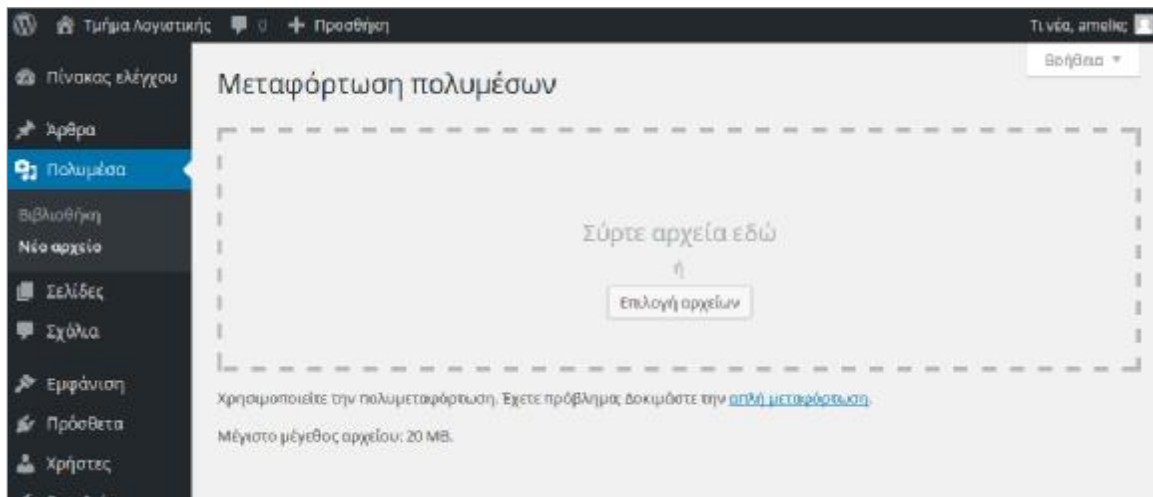 Τμήμα Λογιστικής 0 + Προσθήκη Τι νέα, amelie;
Βοήθεια
Πίνακας ελέγχου
Μεταφόρτωση πολυμέσων
Άρθρα
Πολυμέσα
Βιβλιοθήκη
Νέο αρχείο
Σύρτε αρχεία εδώ
ή
Επιλογή αρχείων
Σελίδες
Σχόλια
Εμφάνιση
Χρησιμοποιείτε την πολυμεταφόρτωση. Έχετε πρόβλημα; Δοκιμάστε την απλή μεταφόρτωση.
Πρόσθετα
Μέγιστο μέγεθος αρχείου: 20 MB.
Χρήστες